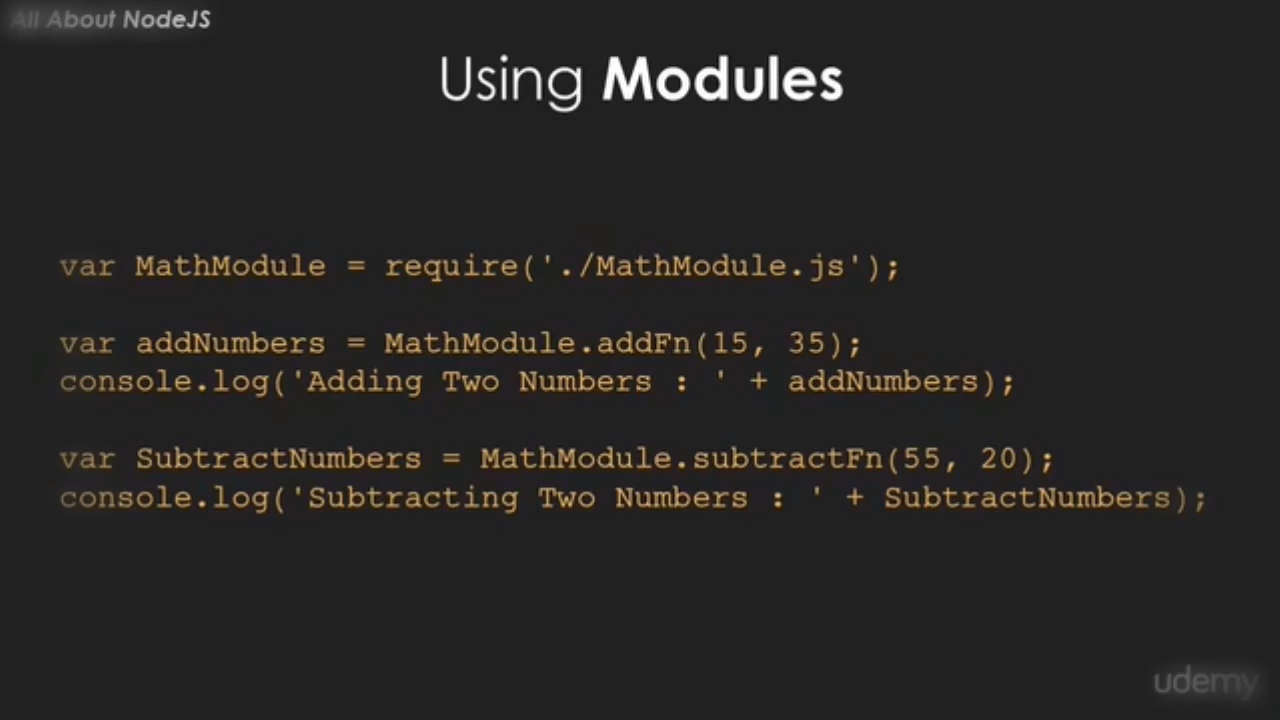 All About NodeJS
Using Modules
var MathModule = require('./MathModule.js');
var addNumbers = MathModule.addFn(15, 35);
console.log('Adding Two Numbers : ' + addNumbers);
var SubtractNumbers = MathModule.subtractFn(55, 20);
console.log('Subtracting Two Numbers : ' + SubtractNumbers);
udemy